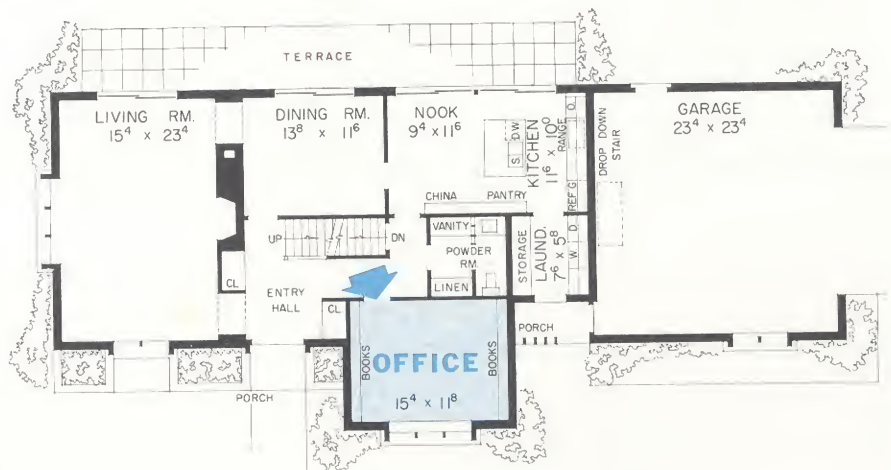 TERRACE
LIVING RM.
15⁴ x 23⁴
DINING RM.
13⁸ x 11⁶
NOOK
9⁴ x 11⁶
S.
D.W.
KITCHEN
11⁶ x 10⁰
RANGE
O.
REF'G
CHINA
PANTRY
GARAGE
23⁴ x 23⁴
DROP DOWN
STAIR
UP
DN
VANITY
POWDER
RM.
LINEN
STORAGE
LAUND.
7⁶ x 5⁸
W
D
CL
ENTRY
HALL
CL
PORCH
BOOKS
OFFICE
BOOKS
15⁴ x 11⁸
PORCH